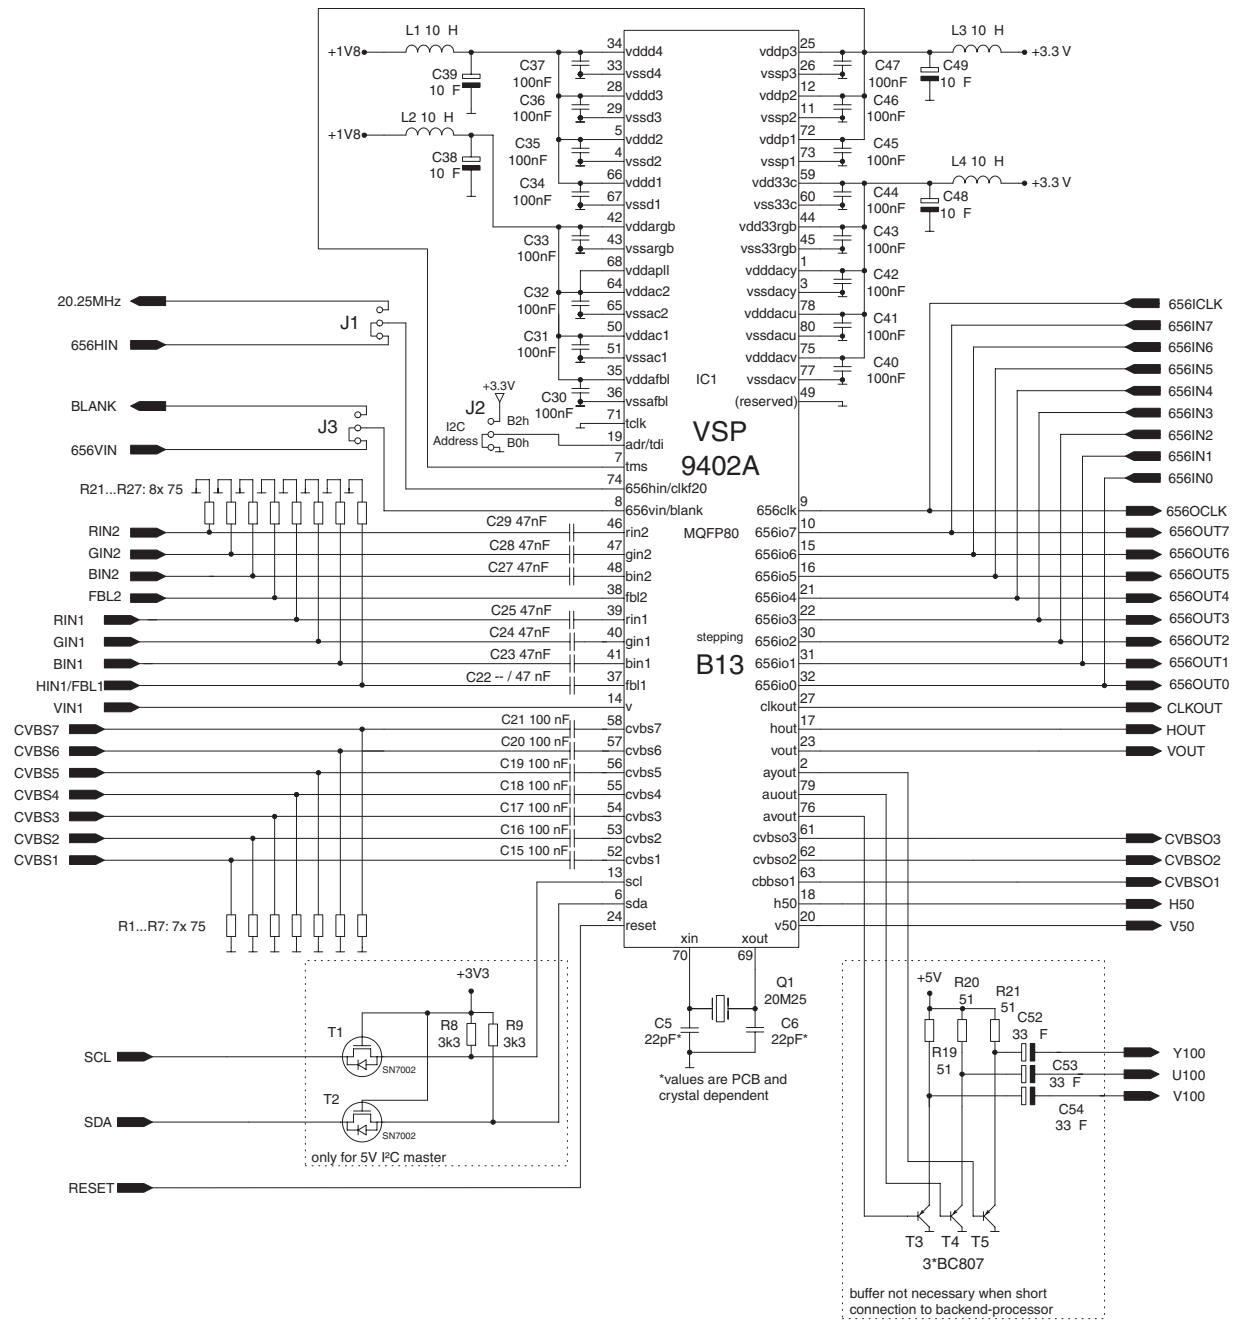 L1 10 H
+1V8
C39
10 F
L2 10 H
+1V8
C38
10 F
C37
100nF
C36
100nF
C35
100nF
C34
100nF
C33
100nF
C32
100nF
C31
100nF
C30
100nF
34 vddd4
33 vssd4
28 vddd3
29 vssd3
5 vddd2
4 vssd2
66 vddd1
67 vssd1
42 vddargb
43 vssargb
68 vddapll
64 vddac2
65 vssac2
50 vddac1
51 vssac1
35 vddafbl
36 vssafbl
71 tclk
19 adr/tdi
7 tms
74 656hin/clkf20
8 656vin/blank
46 rin2
47 gin2
48 bin2
38 fbl2
39 rin1
40 gin1
41 bin1
37 fbl1
14 v
58 cvbs7
57 cvbs6
56 cvbs5
55 cvbs4
54 cvbs3
53 cvbs2
52 cvbs1
13 scl
6 sda
24 reset
IC1
VSP
9402A
MQFP80
stepping
B13
vddp3 25
vssp3 26
vddp2 12
vssp2 11
vddp1 72
vssp1 73
vdd33c 59
vss33c 60
vdd33rgb 44
vss33rgb 45
vdddacy 1
vssdacy 3
vdddacu 78
vssdacu 80
vdddacv 75
vssdacv 77
(reserved) 49
656clk 9
656io7 10
656io6 15
656io5 16
656io4 21
656io3 22
656io2 30
656io1 31
656io0 32
clkout 27
hout 17
vout 23
ayout 2
auout 79
avout 76
cvbso3 61
cvbso2 62
cbbso1 63
h50 18
v50 20
xin
70
xout
69
C47
100nF
C46
100nF
C45
100nF
C44
100nF
C43
100nF
C42
100nF
C41
100nF
C40
100nF
L3 10 H
+3.3 V
C49
10 F
L4 10 H
+3.3 V
C48
10 F
20.25MHz
J1
656HIN
BLANK
J3
656VIN
+3.3V
J2
I2C
Address
B2h
B0h
R21...R27: 8x 75
RIN2
GIN2
BIN2
FBL2
RIN1
GIN1
BIN1
HIN1/FBL1
VIN1
CVBS7
CVBS6
CVBS5
CVBS4
CVBS3
CVBS2
CVBS1
C29 47nF
C28 47nF
C27 47nF
C25 47nF
C24 47nF
C23 47nF
C22 -- / 47 nF
C21 100 nF
C20 100 nF
C19 100 nF
C18 100 nF
C17 100 nF
C16 100 nF
C15 100 nF
R1...R7: 7x 75
656ICLK
656IN7
656IN6
656IN5
656IN4
656IN3
656IN2
656IN1
656IN0
656OCLK
656OUT7
656OUT6
656OUT5
656OUT4
656OUT3
656OUT2
656OUT1
656OUT0
CLKOUT
HOUT
VOUT
CVBSO3
CVBSO2
CVBSO1
H50
V50
+3V3
T1
R8
3k3
R9
3k3
SN7002
T2
SN7002
SCL
SDA
only for 5V I²C master
RESET
Q1
20M25
C5
22pF*
C6
22pF*
*values are PCB and
crystal dependent
+5V
R20
51
R21
51
R19
51
C52
33 F
C53
33 F
C54
33 F
Y100
U100
V100
T3 T4 T5
3*BC807
buffer not necessary when short
connection to backend-processor